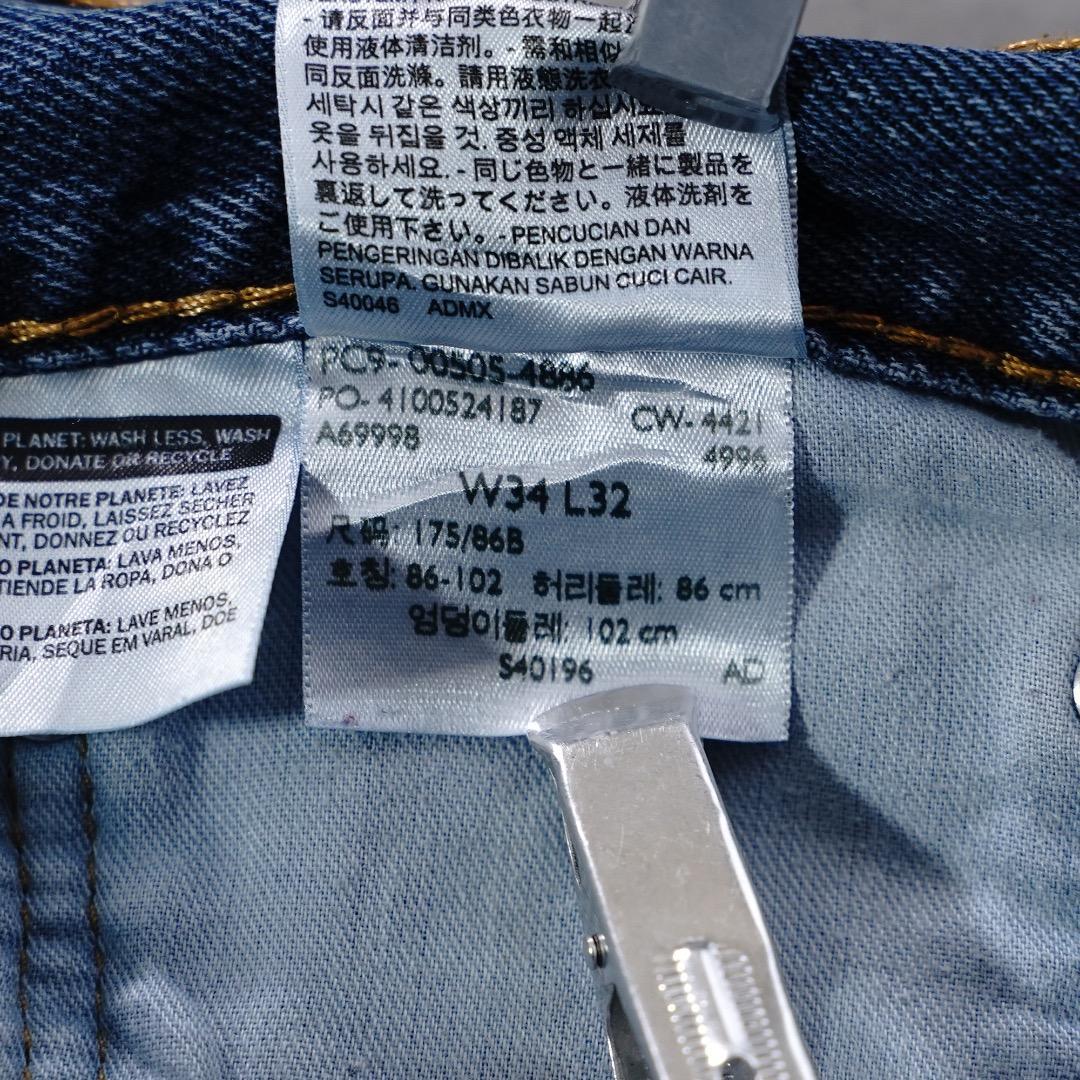 - 请反面并与同类色衣物一起
使用液体清洁剂。- 需和相似
同反面洗滌。請用液態洗衣
세탁시 같은 색상끼리 하십시요
옷을 뒤집을 것. 중성 액체 세제를
사용하세요. - 同じ色物と一緒に製品を
裏返して洗ってください。液体洗剤を
ご使用下さい。- PENCUCIAN DAN
PENGERINGAN DIBALIK DENGAN WARNA
SERUPA. GUNAKAN SABUN CUCI CAIR.
S40046 ADMX
PC9- 00505-4886
PO- 4100524187 CW- 4421
A69998 4996
W34 L32
尺码: 175/86B
호칭: 86-102 허리둘레: 86 cm
엉덩이둘레: 102 cm
S40196 AD
PLANET: WASH LESS, WASH
Y, DONATE OR RECYCLE
DE NOTRE PLANETE: LAVEZ
A FROID, LAISSEZ SECHER
NT, DONNEZ OU RECYCLEZ
O PLANETA: LAVA MENOS,
TIENDE LA ROPA, DONA O
O PLANETA: LAVE MENOS,
RIA, SEQUE EM VARAL, DOE